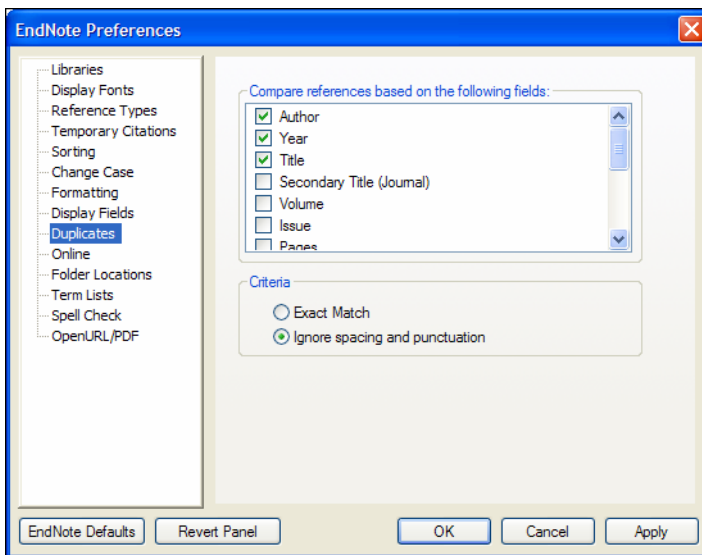 EndNote Preferences
Libraries
Display Fonts
Reference Types
Temporary Citations
Sorting
Change Case
Formatting
Display Fields
Duplicates
Online
Folder Locations
Term Lists
Spell Check
OpenURL/PDF
Compare references based on the following fields:
Author
Year
Title
Secondary Title (Journal)
Volume
Issue
Pages
Criteria
Exact Match
Ignore spacing and punctuation
EndNote Defaults
Revert Panel
OK
Cancel
Apply